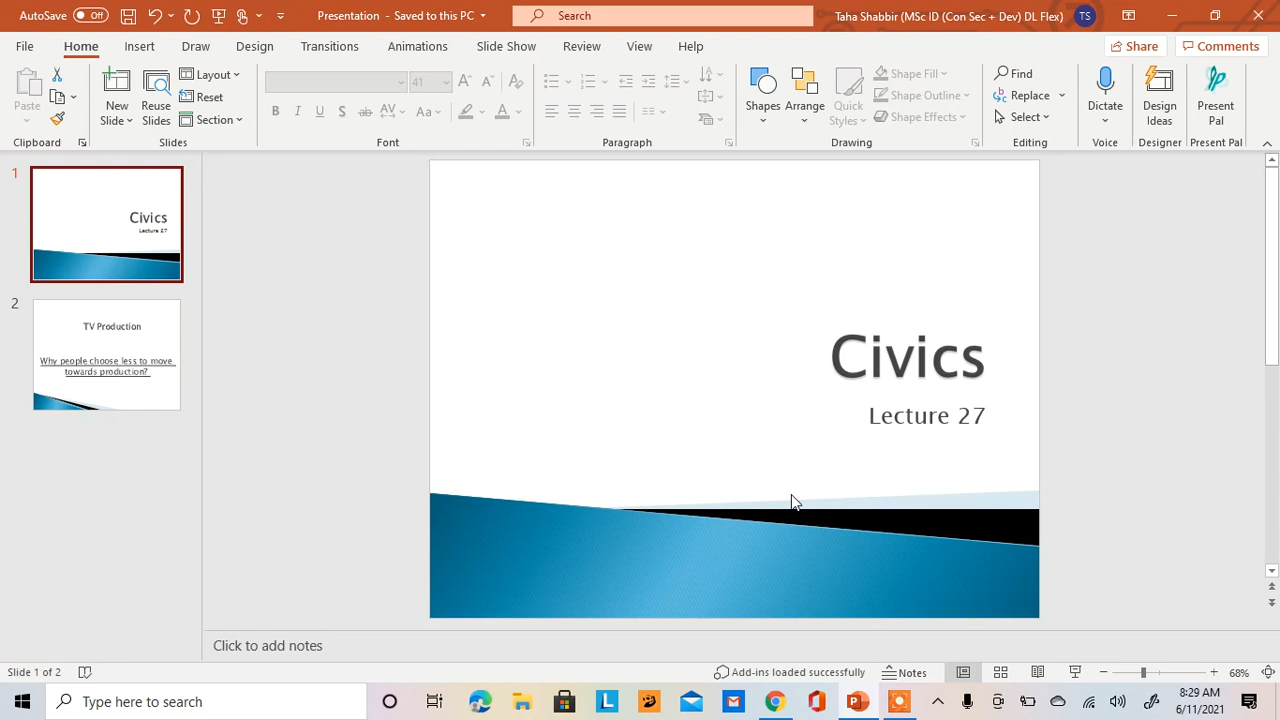 AutoSave Off Presentation - Saved to this PC Search Taha Shabbir (MSc ID (Con Sec + Dev) DL Flex) TS
File Home Insert Draw Design Transitions Animations Slide Show Review View Help Share Comments
Paste
Clipboard
New Slide
Reuse Slides
Layout
Reset
Section
Slides
41
B I U S ab AV Aa A
Font
Paragraph
Shapes
Arrange
Quick Styles
Shape Fill
Shape Outline
Shape Effects
Drawing
Find
Replace
Select
Editing
Dictate
Voice
Design Ideas
Designer
Present Pal
Present Pal
1
Civics
Lecture 27
2
TV Production
Why people choose less to move
towards production?
Civics
Lecture 27
Click to add notes
Slide 1 of 2 Add-ins loaded successfully Notes 68%
Type here to search
8:29 AM
6/11/2021